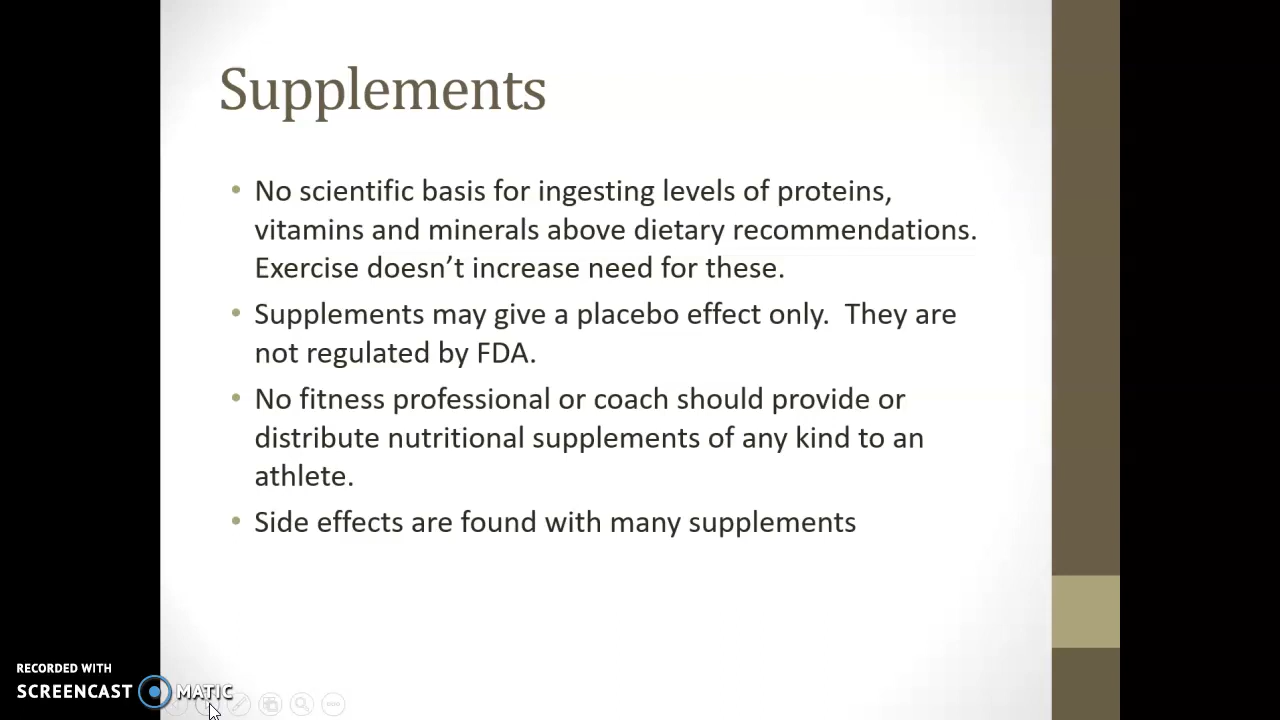 Supplements
• No scientific basis for ingesting levels of proteins,
vitamins and minerals above dietary recommendations.
Exercise doesn’t increase need for these.
• Supplements may give a placebo effect only.  They are
not regulated by FDA.
• No fitness professional or coach should provide or
distribute nutritional supplements of any kind to an
athlete.
• Side effects are found with many supplements
RECORDED WITH
SCREENCAST MATIC